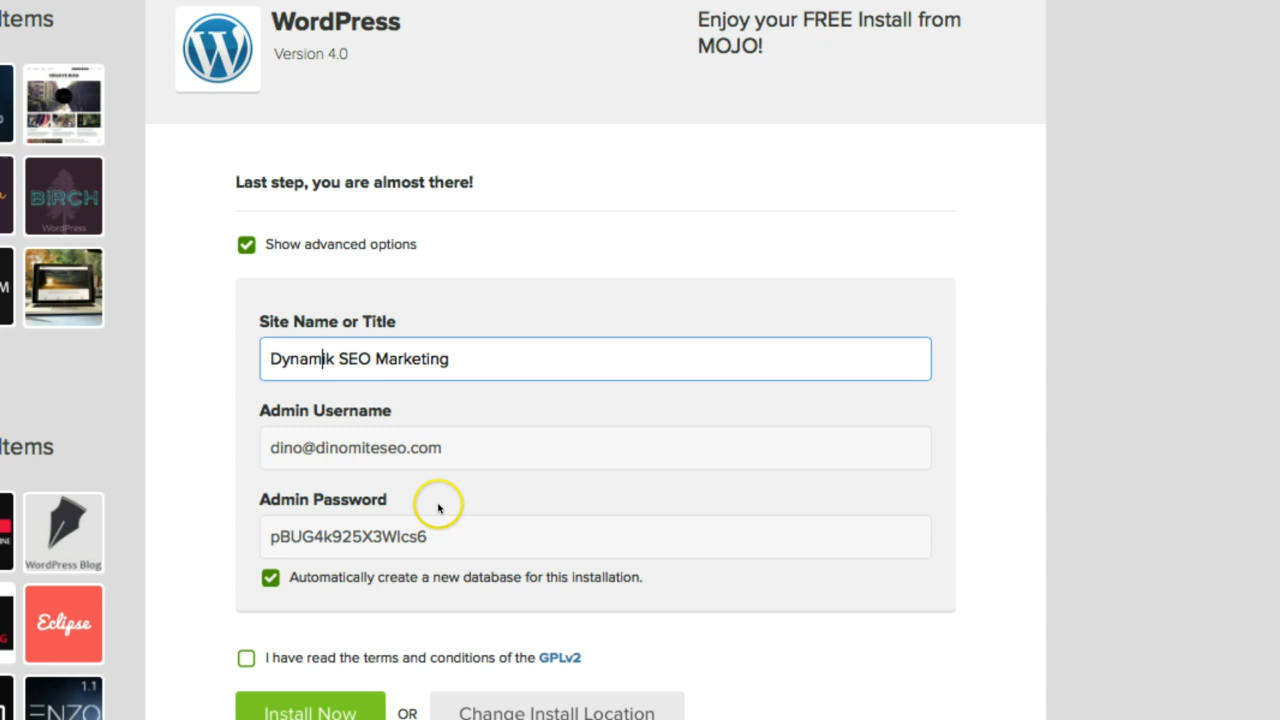 Items
WordPress
Version 4.0
Enjoy your FREE Install from
MOJO!
BIRCH
WordPress
M
Last step, you are almost there!
Show advanced options
Site Name or Title
Dynamik SEO Marketing
Admin Username
dino@dinomiteseo.com
Admin Password
pBUG4k925X3Wlcs6
Automatically create a new database for this installation.
Items
WordPress Blog
Eclipse
1.1
ENZO
I have read the terms and conditions of the GPLv2
Install Now OR Change Install Location